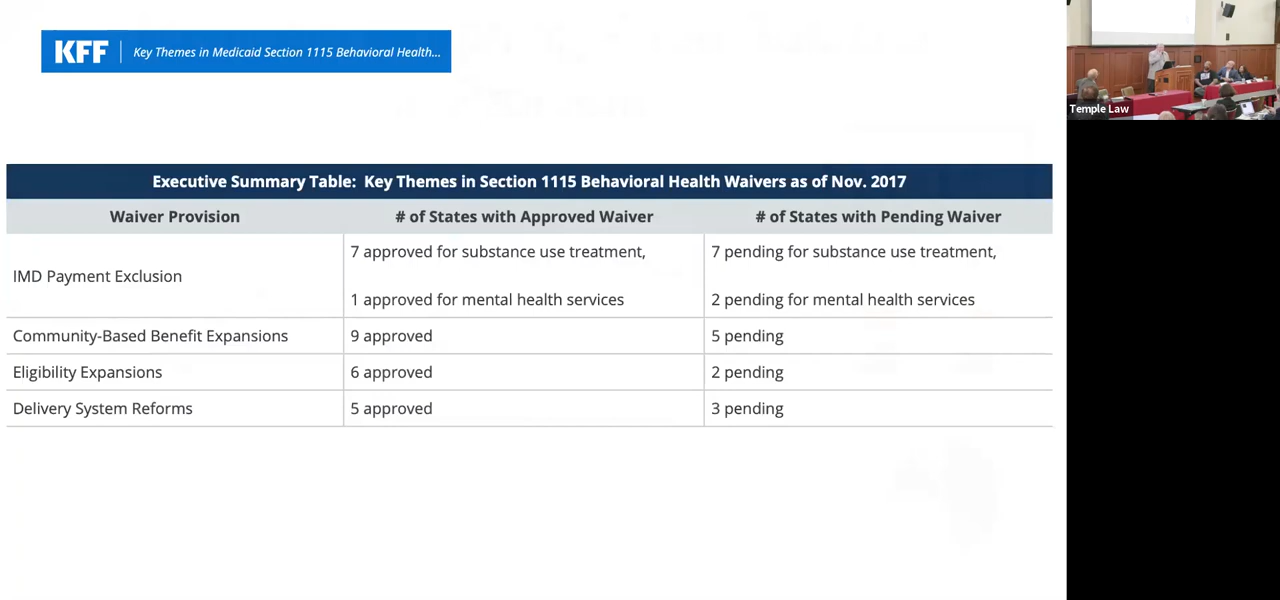 KFF
Key Themes in Medicaid Section 1115 Behavioral Health...
Temple Law
Executive Summary Table: Key Themes in Section 1115 Behavioral Health Waivers as of Nov. 2017
Waiver Provision
# of States with Approved Waiver
# of States with Pending Waiver
IMD Payment Exclusion
7 approved for substance use treatment,
1 approved for mental health services
7 pending for substance use treatment,
2 pending for mental health services
Community-Based Benefit Expansions
9 approved
5 pending
Eligibility Expansions
6 approved
2 pending
Delivery System Reforms
5 approved
3 pending